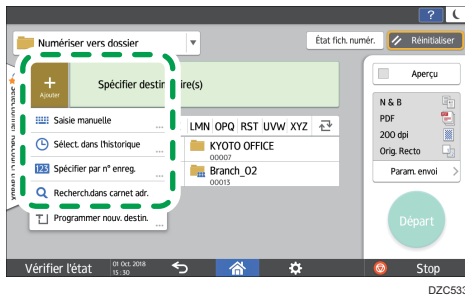 ?
Numériser vers dossier
État fich. numér.
Réinitialiser
Ajouter
Spécifier destin ire(s)
Aperçu
Saisie manuelle
...
LMN OPQ RST UVW XYZ
N & B
PDF
200 dpi
Orig. Recto
Sélect. dans l'historique
...
KYOTO OFFICE
00007
123 Spécifier par n° enreg.
...
Branch_02
00013
Param. envoi
Recherch.dans carnet adr.
Programmer nouv. destin.
...
Départ
Vérifier l'état
01 Oct. 2018
15 : 30
Stop
DZC533